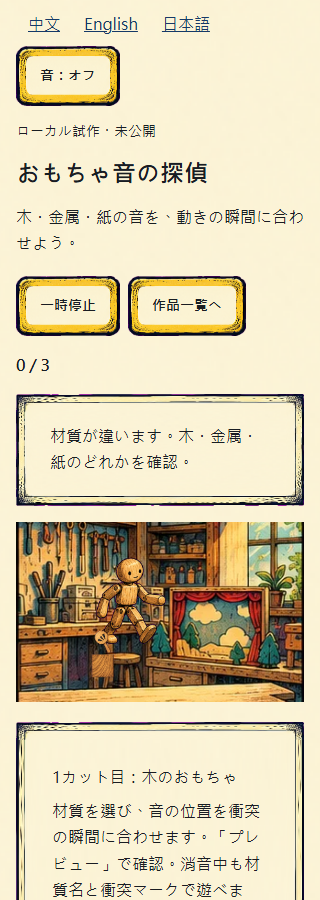 中文 English 日本語
音：オフ
ローカル試作・未公開
おもちゃ音の探偵
木・金属・紙の音を、動きの瞬間に合わ
せよう。
一時停止 作品一覧へ
0 / 3
材質が違います。木・金属・
紙のどれかを確認。
1カット目：木のおもちゃ
材質を選び、音の位置を衝突
の瞬間に合わせます。「プレ
ビュー」で確認。消音中も材
質名と衝突マークで遊べま